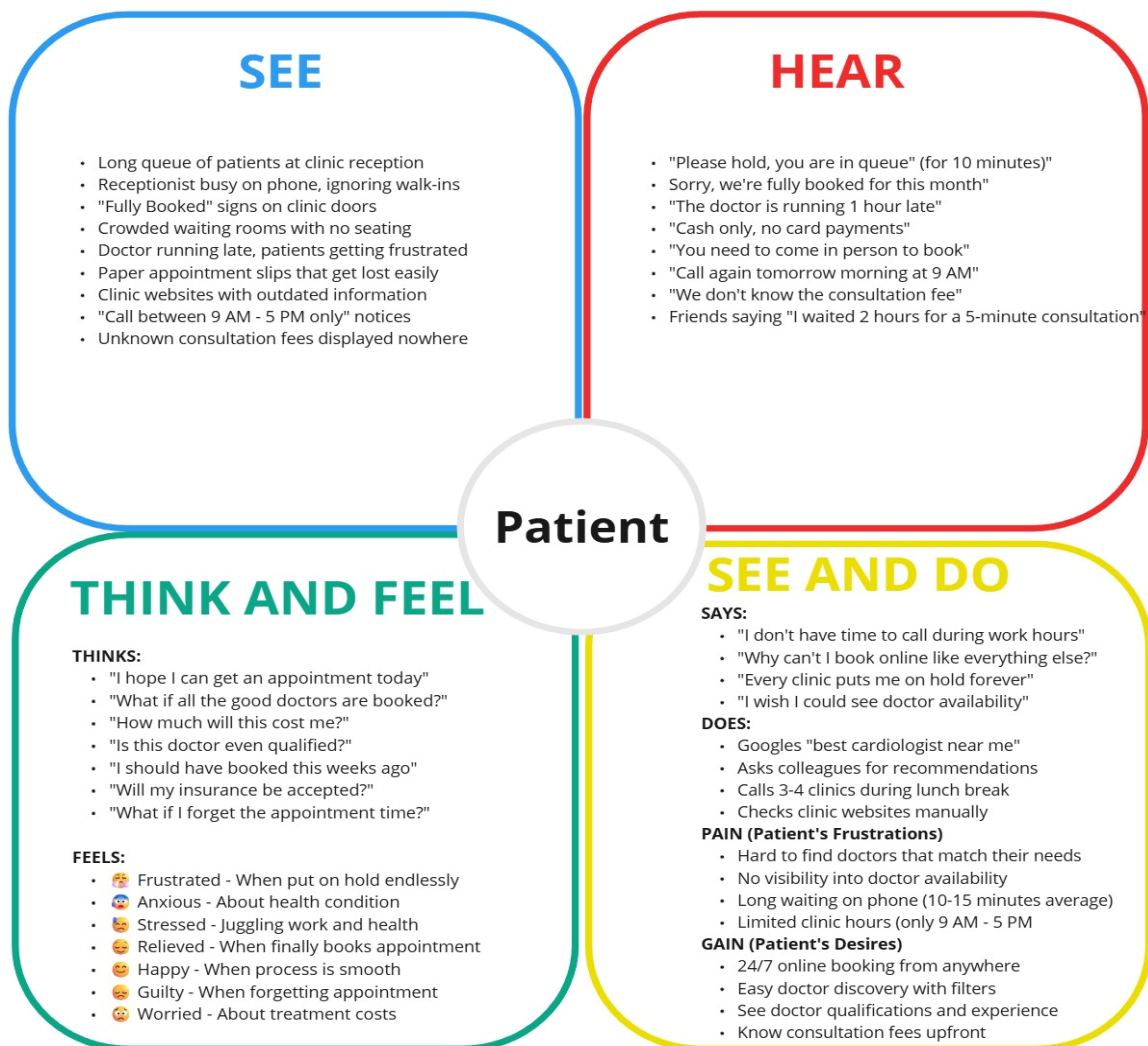 SEE
• Long queue of patients at clinic reception
• Receptionist busy on phone, ignoring walk-ins
• "Fully Booked" signs on clinic doors
• Crowded waiting rooms with no seating
• Doctor running late, patients getting frustrated
• Paper appointment slips that get lost easily
• Clinic websites with outdated information
• "Call between 9 AM - 5 PM only" notices
• Unknown consultation fees displayed nowhere
HEAR
• "Please hold, you are in queue" (for 10 minutes)"
• Sorry, we're fully booked for this month"
• "The doctor is running 1 hour late"
• "Cash only, no card payments"
• "You need to come in person to book"
• "Call again tomorrow morning at 9 AM"
• "We don't know the consultation fee"
• Friends saying "I waited 2 hours for a 5-minute consultation"
Patient
THINK AND FEEL
THINKS:
• "I hope I can get an appointment today"
• "What if all the good doctors are booked?"
• "How much will this cost me?"
• "Is this doctor even qualified?"
• "I should have booked this weeks ago"
• "Will my insurance be accepted?"
• "What if I forget the appointment time?"
FEELS:
• 😤 Frustrated - When put on hold endlessly
• 😰 Anxious - About health condition
• 😓 Stressed - Juggling work and health
• 😌 Relieved - When finally books appointment
• 😊 Happy - When process is smooth
• 😞 Guilty - When forgetting appointment
• 😟 Worried - About treatment costs
SEE AND DO
SAYS:
• "I don't have time to call during work hours"
• "Why can't I book online like everything else?"
• "Every clinic puts me on hold forever"
• "I wish I could see doctor availability"
DOES:
• Googles "best cardiologist near me"
• Asks colleagues for recommendations
• Calls 3-4 clinics during lunch break
• Checks clinic websites manually
PAIN (Patient's Frustrations)
• Hard to find doctors that match their needs
• No visibility into doctor availability
• Long waiting on phone (10-15 minutes average)
• Limited clinic hours (only 9 AM - 5 PM
GAIN (Patient's Desires)
• 24/7 online booking from anywhere
• Easy doctor discovery with filters
• See doctor qualifications and experience
• Know consultation fees upfront